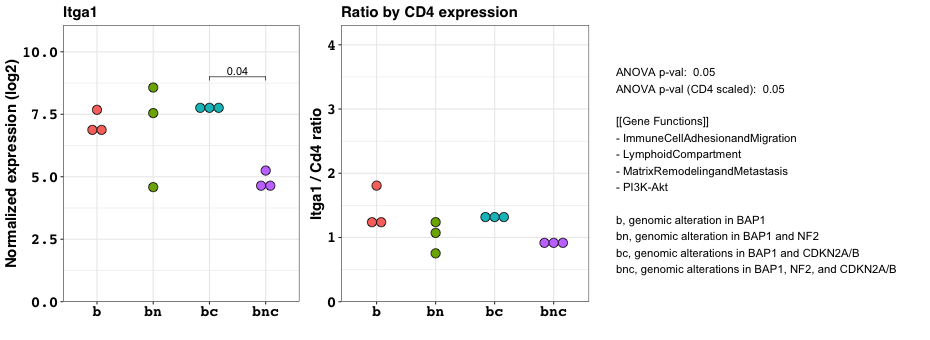 Itga1
Normalized expression (log2)
10.0
7.5
5.0
2.5
0.0
0.04
b bn bc bnc
Ratio by CD4 expression
Itga1 / Cd4 ratio
4
3
2
1
0
b bn bc bnc
ANOVA p-val: 0.05
ANOVA p-val (CD4 scaled): 0.05
[[Gene Functions]]
- ImmuneCellAdhesionandMigration
- LymphoidCompartment
- MatrixRemodelingandMetastasis
- PI3K-Akt
b, genomic alteration in BAP1
bn, genomic alteration in BAP1 and NF2
bc, genomic alterations in BAP1 and CDKN2A/B
bnc, genomic alterations in BAP1, NF2, and CDKN2A/B